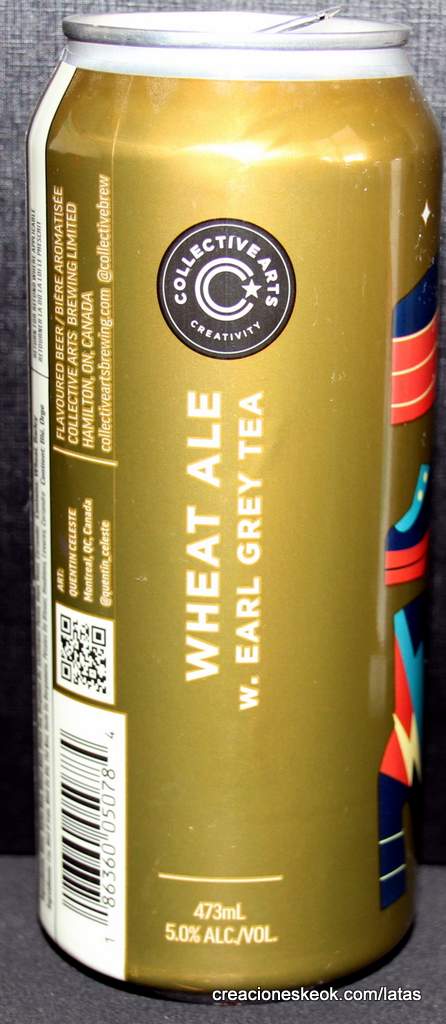 COLLECTIVE ARTS
CREATIVITY
WHEAT ALE
w. EARL GREY TEA
473mL
5.0% ALC./VOL.
FLAVOURED BEER / BIÈRE AROMATISÉE
COLLECTIVE ARTS BREWING LIMITED
HAMILTON, ON, CANADA
collectiveartsbrewing.com @collectivebrew
ART:
QUENTIN CELESTE
Montreal, QC, Canada
@quentin_celeste
1 86360 05078 4
creacioneskeok.com/latas